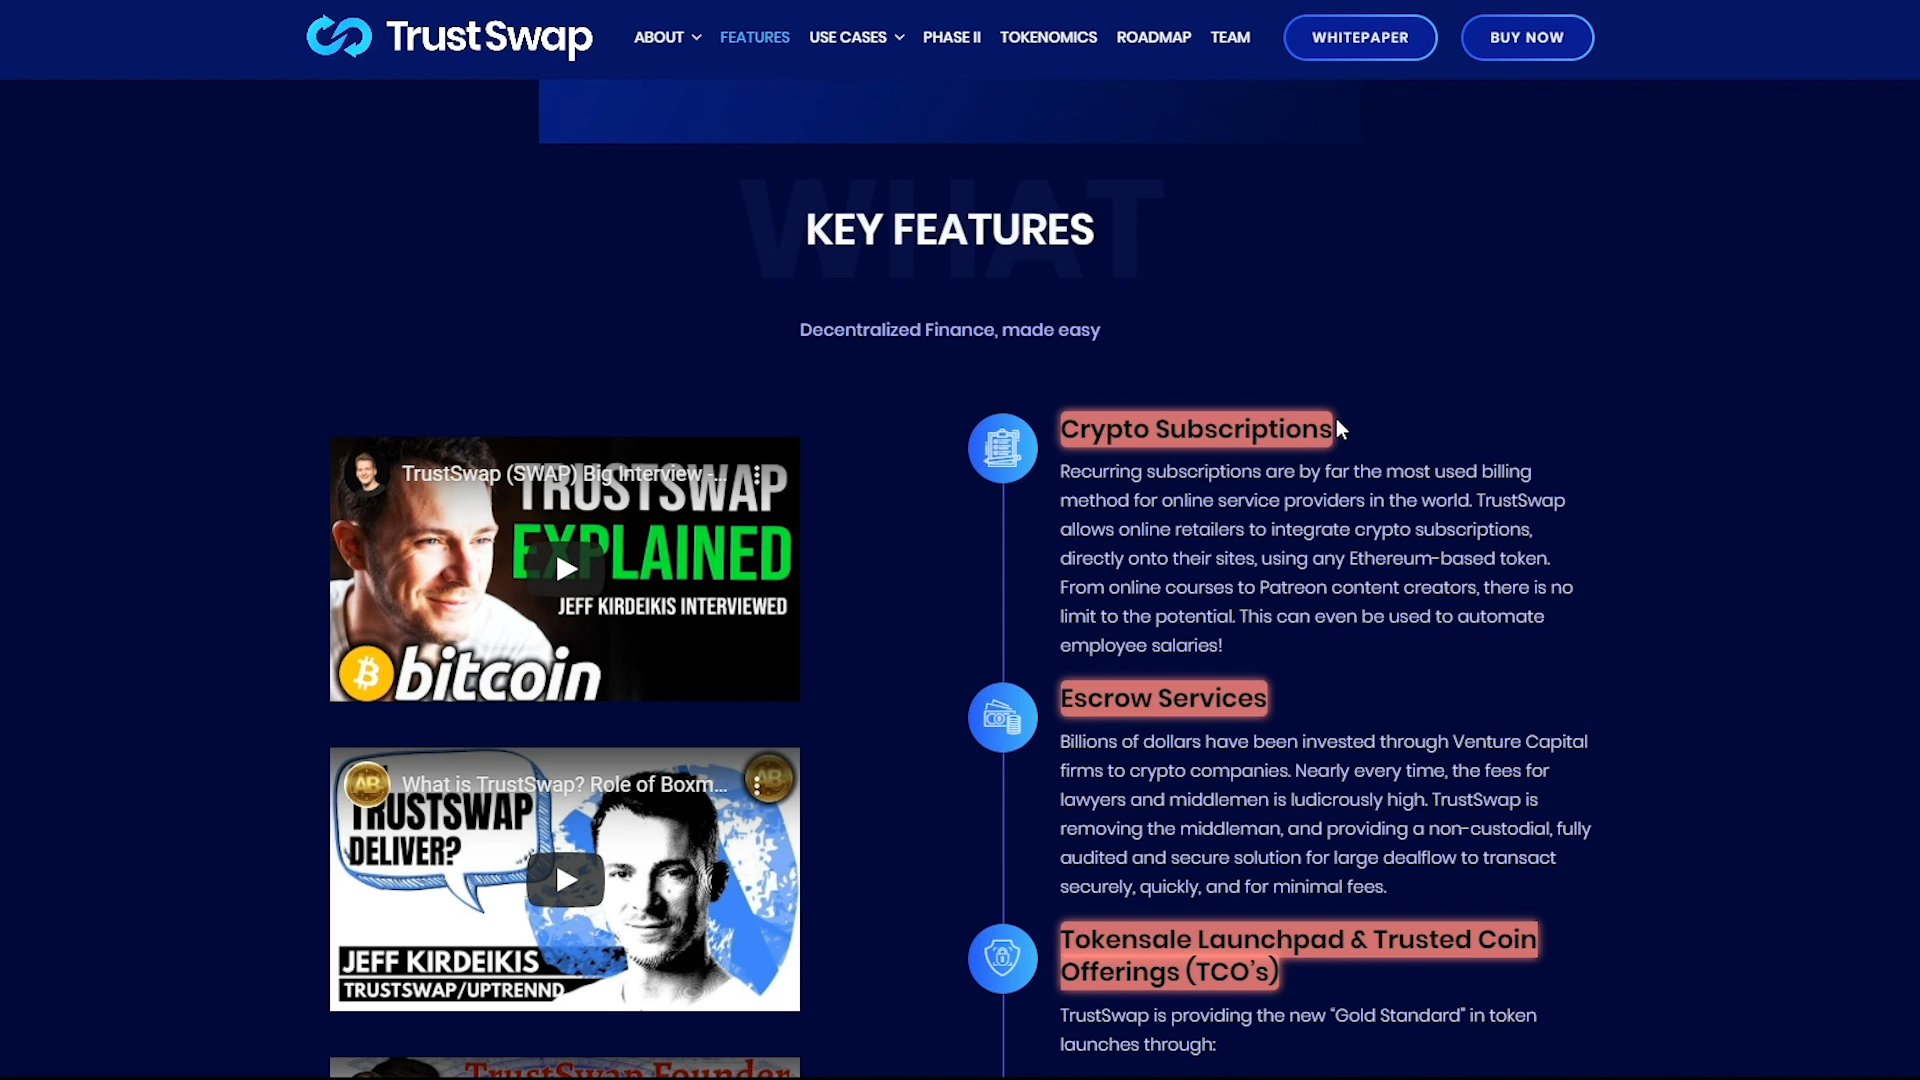 TrustSwap
ABOUT
FEATURES
USE CASES
PHASE II
TOKENOMICS
ROADMAP
TEAM
WHITEPAPER
BUY NOW
WHAT
KEY FEATURES
Decentralized Finance, made easy
TrustSwap (SWAP) Big Interview -...
TRUSTSWAP
EXPLAINED
JEFF KIRDEIKIS INTERVIEWED
bitcoin
What is TrustSwap? Role of Boxm...
AB
AB
TRUSTSWAP
DELIVER?
JEFF KIRDEIKIS
TRUSTSWAP/UPTRENND
TrustSwap Founder
Crypto Subscriptions
Recurring subscriptions are by far the most used billing
method for online service providers in the world. TrustSwap
allows online retailers to integrate crypto subscriptions,
directly onto their sites, using any Ethereum-based token.
From online courses to Patreon content creators, there is no
limit to the potential. This can even be used to automate
employee salaries!
Escrow Services
Billions of dollars have been invested through Venture Capital
firms to crypto companies. Nearly every time, the fees for
lawyers and middlemen is ludicrously high. TrustSwap is
removing the middleman, and providing a non-custodial, fully
audited and secure solution for large dealflow to transact
securely, quickly, and for minimal fees.
Tokensale Launchpad & Trusted Coin
Offerings (TCO's)
TrustSwap is providing the new "Gold Standard" in token
launches through: